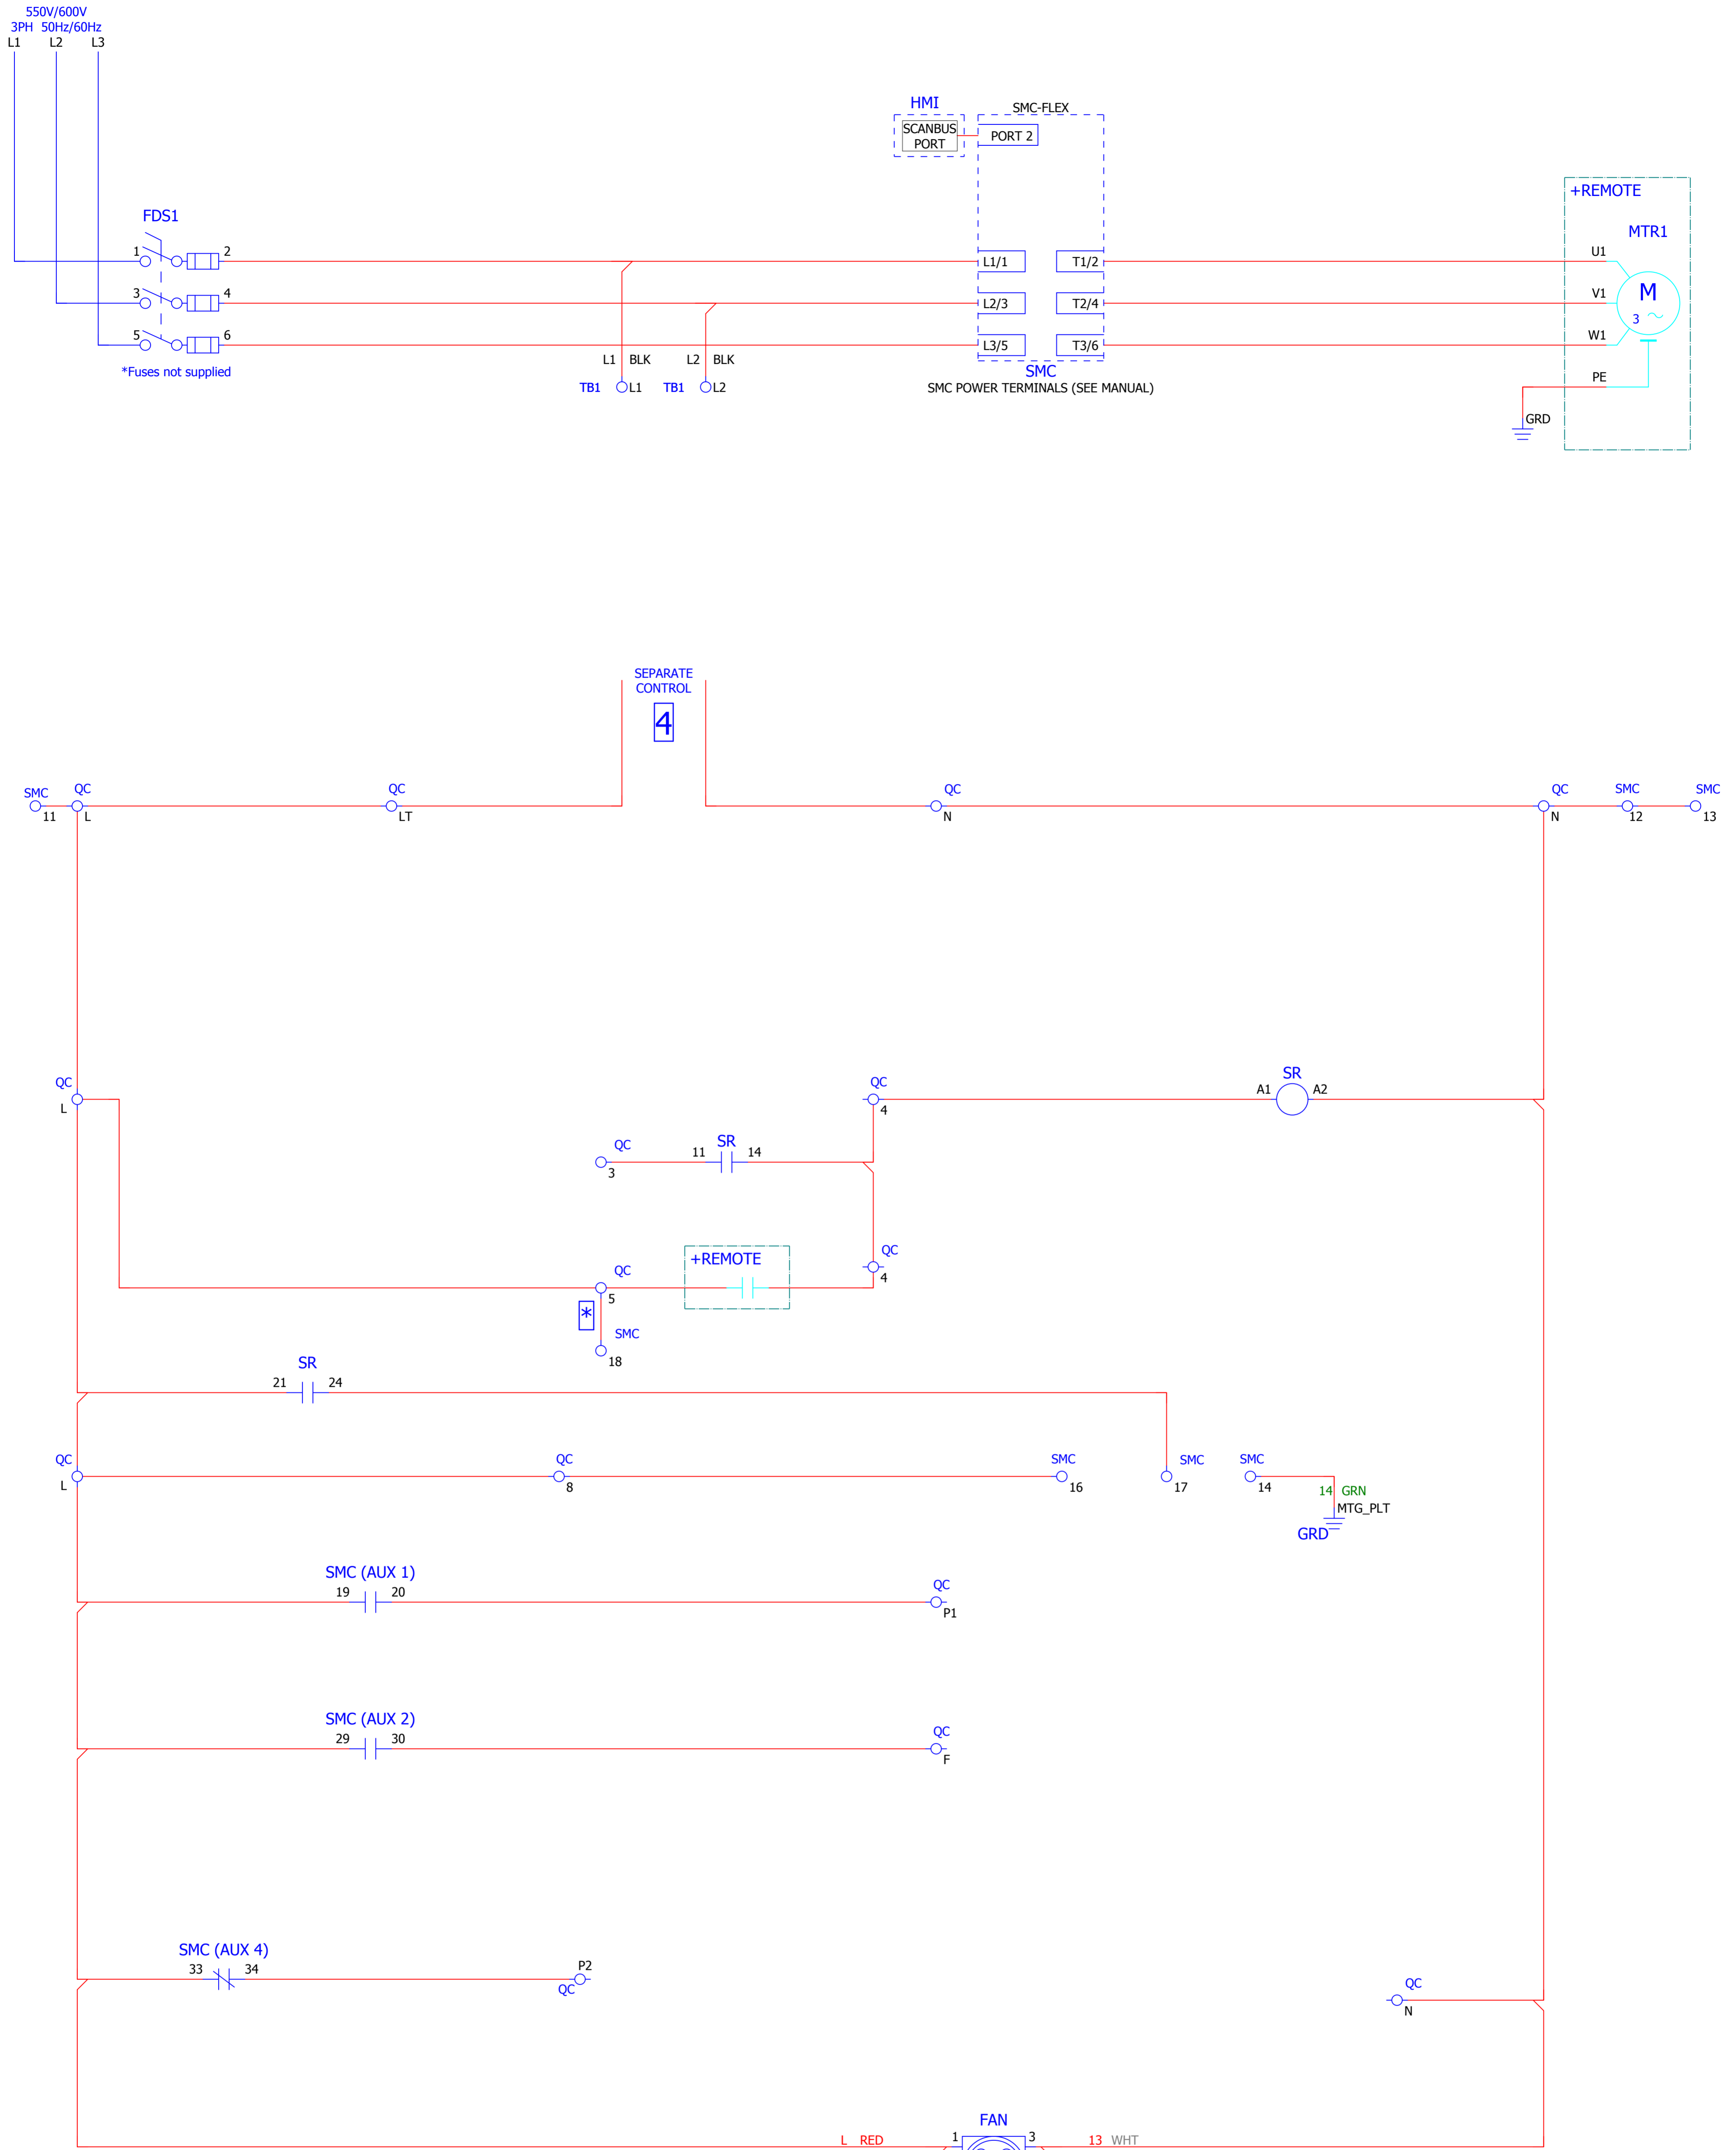 550V/600V
3PH 50Hz/60Hz
L1 L2 L3
HMI
SCANBUS
PORT
SMC-FLEX
PORT 2
+REMOTE
MTR1
FDS1
1 2
L1/1 T1/2
U1
3 4
L2/3 T2/4
V1
M
3
5 6
L3/5 T3/6
W1
*Fuses not supplied
L1 BLK
L2 BLK
TB1 L1
TB1 L2
SMC
SMC POWER TERMINALS (SEE MANUAL)
PE
GRD
SEPARATE
CONTROL
4
SMC
11
QC
L
QC
LT
QC
N
QC
N
SMC
12
SMC
13
QC
L
QC
4
SR
A1 A2
QC
3
SR
11 14
+REMOTE
QC
4
QC
5
*
SMC
18
SR
21 24
QC
L
QC
8
SMC
16
SMC
17
SMC
14
14 GRN
MTG_PLT
GRD
SMC (AUX 1)
19 20
QC
P1
SMC (AUX 2)
29 30
QC
F
SMC (AUX 4)
33 34
P2
QC
QC
N
FAN
L RED
1 3
13 WHT